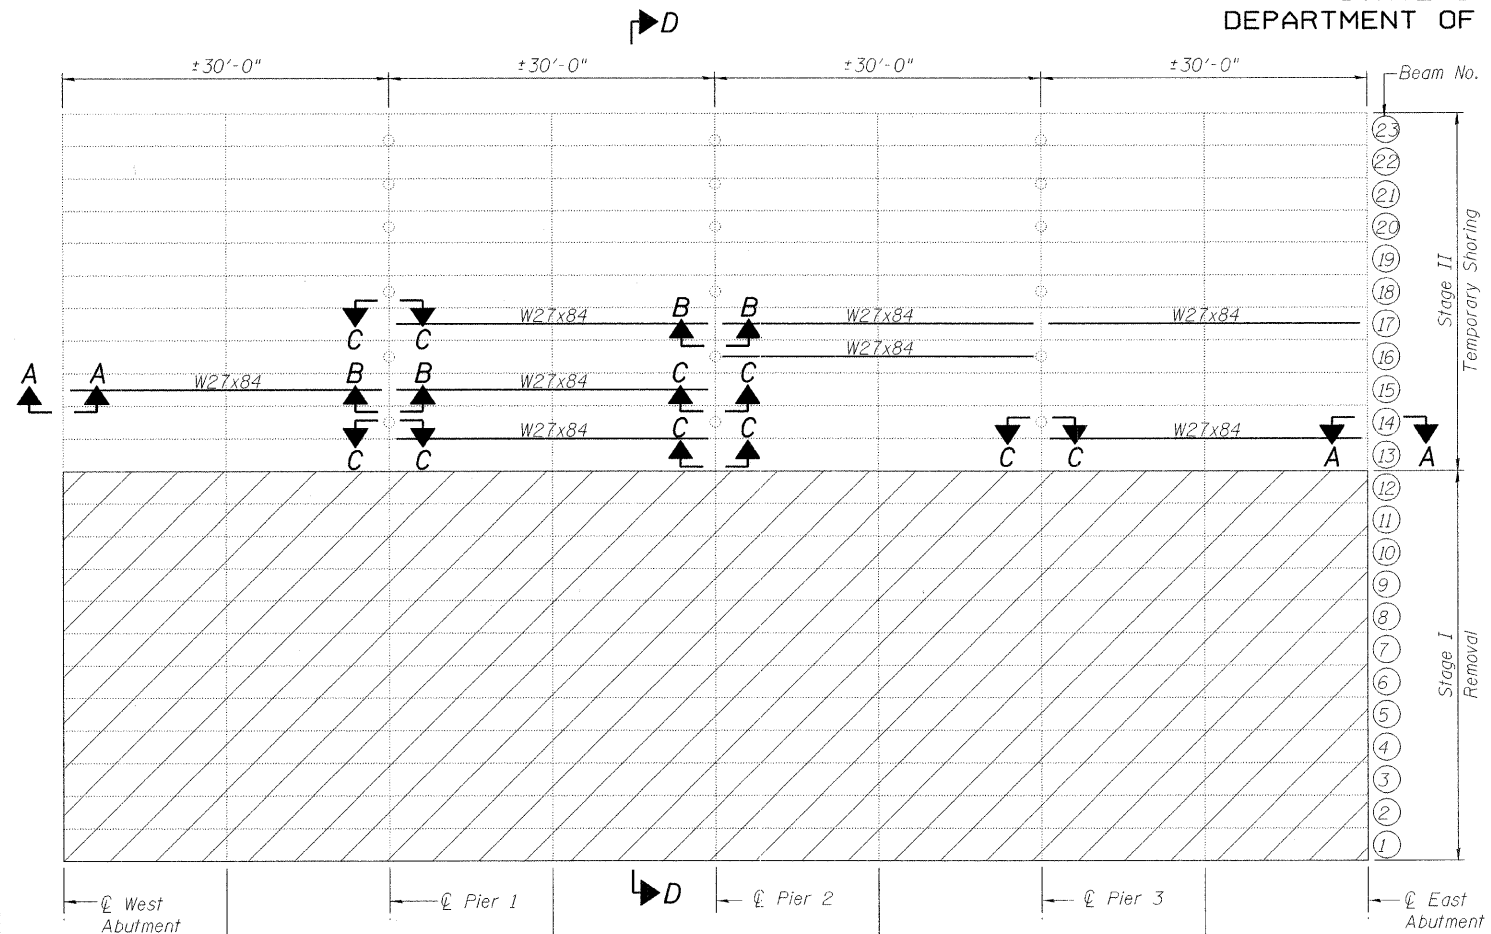 D
DEPARTMENT OF
±30'-0" ±30'-0" ±30'-0" ±30'-0"
Beam No.
23
22
21
20
19
18
B B
W27x84 W27x84 W27x84
17
C C
W27x84
16
A A B B C C
W27x84 W27x84
15
C C
14
W27x84 W27x84
13
C C C C A A
12
11
10
9
8
7
6
5
4
3
2
1
Stage II
Temporary Shoring
Stage I
Removal
D
℄ West
Abutment
℄ Pier 1
℄ Pier 2
℄ Pier 3
℄ East
Abutment